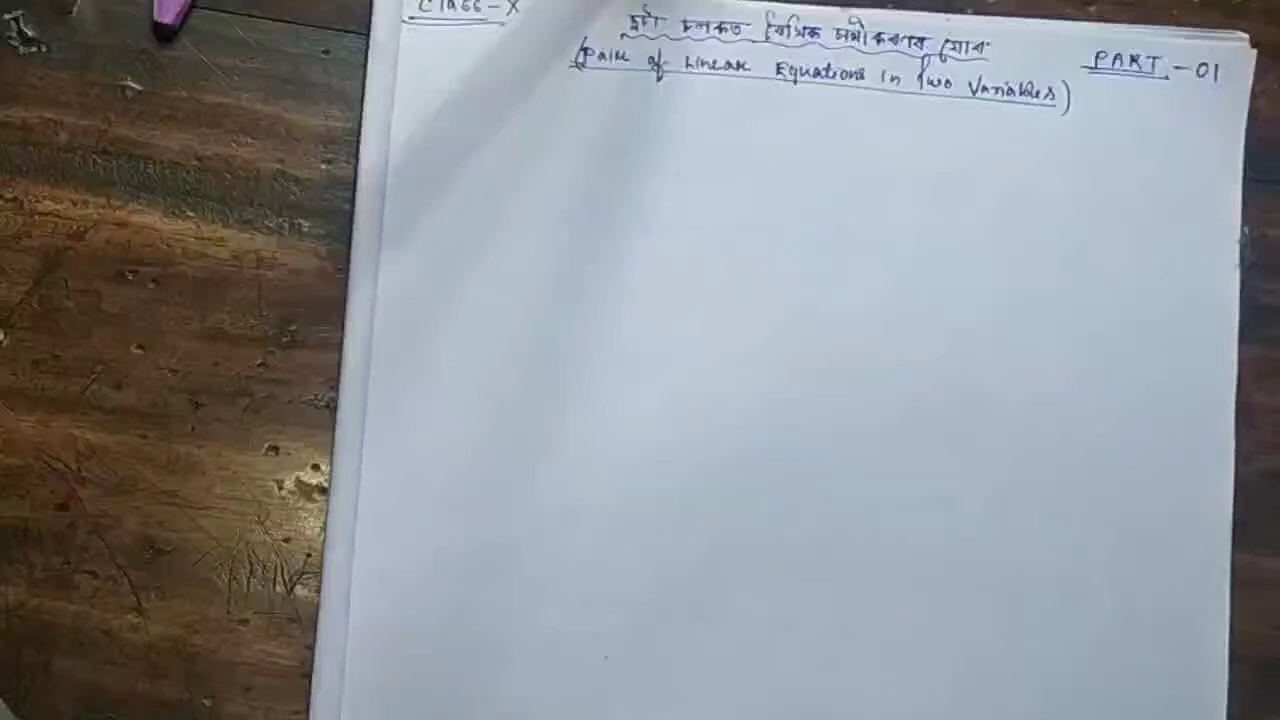 Class-X
দুটা চলকত ৰৈখিক সমীকৰণৰ যোৰ
(Pair of Linear Equations in Two Variables)
PART-01